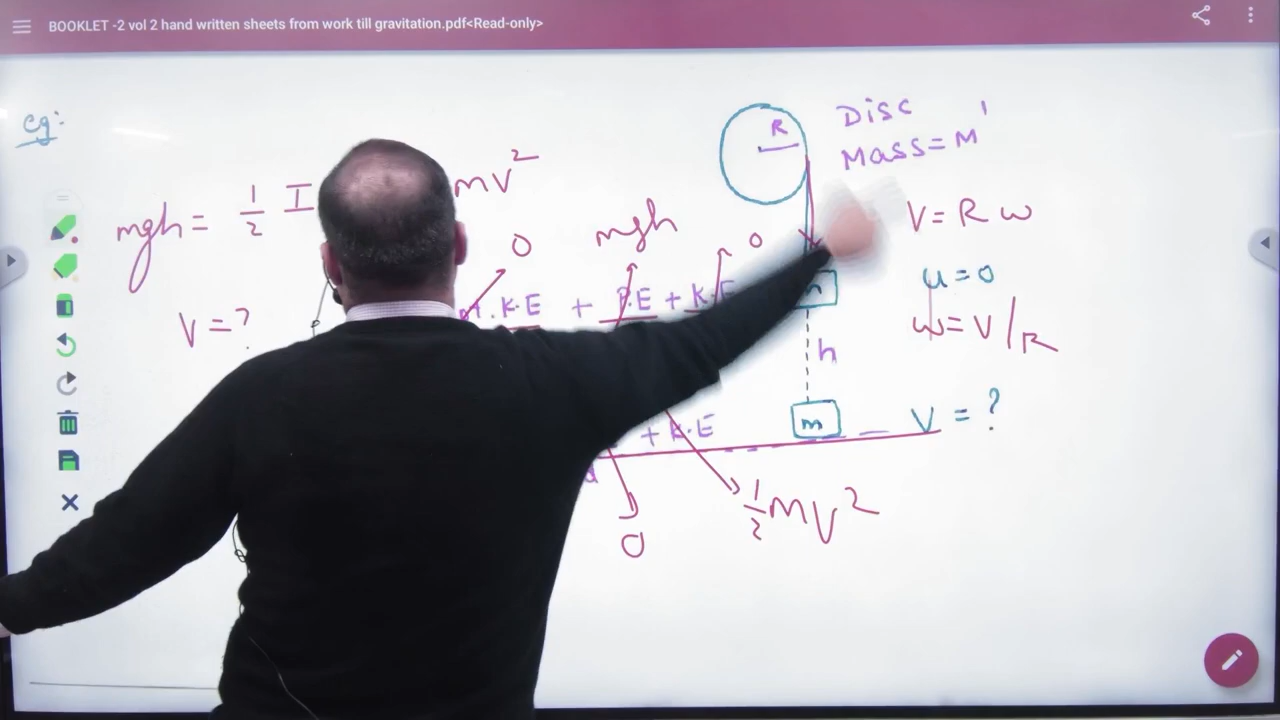 BOOKLET -2 vol 2 hand written sheets from work till gravitation.pdf<Read-only>
eg:
R
Disc
Mass = M'
mgh = 1/2 I
mv²
V = Rω
0
mgh
0
u = 0
V = ?
K.E + P.E + K.E
ω = V/R
h
m
V = ?
+ K.E
1/2 mv²
0